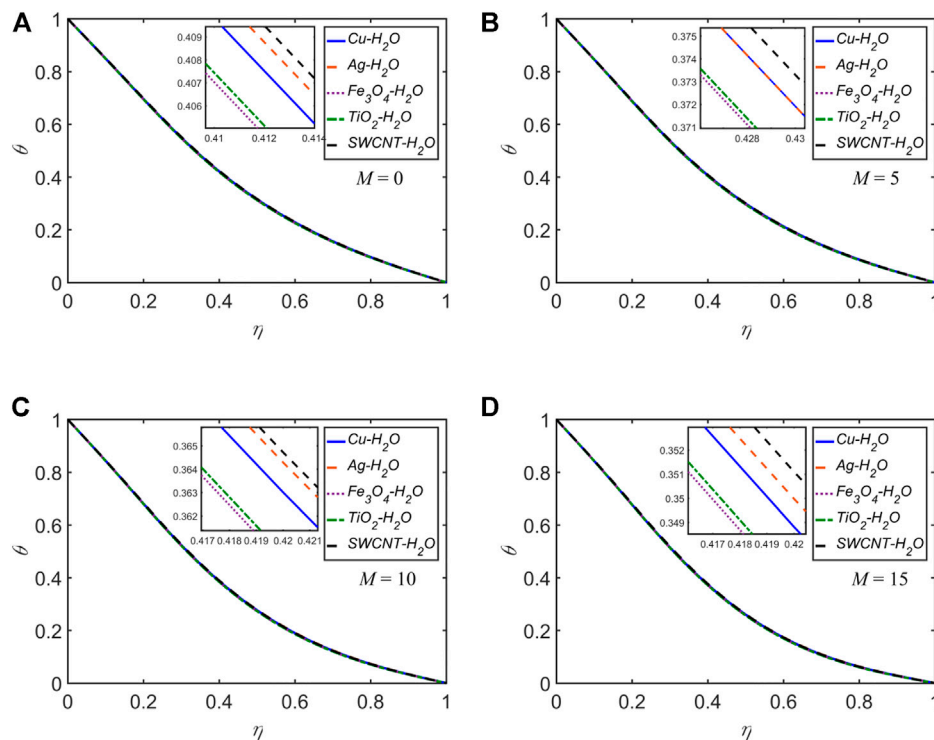 A
1
0.8
0.6
0.4
0.2
0
θ
0 0.2 0.4 0.6 0.8 1
η
0.409
0.408
0.407
0.406
0.41 0.412 0.414
Cu-H2O
Ag-H2O
Fe3O4-H2O
TiO2-H2O
SWCNT-H2O
M = 0
B
1
0.8
0.6
0.4
0.2
0
θ
0 0.2 0.4 0.6 0.8 1
η
0.375
0.374
0.373
0.372
0.371
0.428 0.43
Cu-H2O
Ag-H2O
Fe3O4-H2O
TiO2-H2O
SWCNT-H2O
M = 5
C
1
0.8
0.6
0.4
0.2
0
θ
0 0.2 0.4 0.6 0.8 1
η
0.365
0.364
0.363
0.362
0.417 0.418 0.419 0.42 0.421
Cu-H2O
Ag-H2O
Fe3O4-H2O
TiO2-H2O
SWCNT-H2O
M = 10
D
1
0.8
0.6
0.4
0.2
0
θ
0 0.2 0.4 0.6 0.8 1
η
0.352
0.351
0.35
0.349
0.417 0.418 0.419 0.42
Cu-H2O
Ag-H2O
Fe3O4-H2O
TiO2-H2O
SWCNT-H2O
M = 15